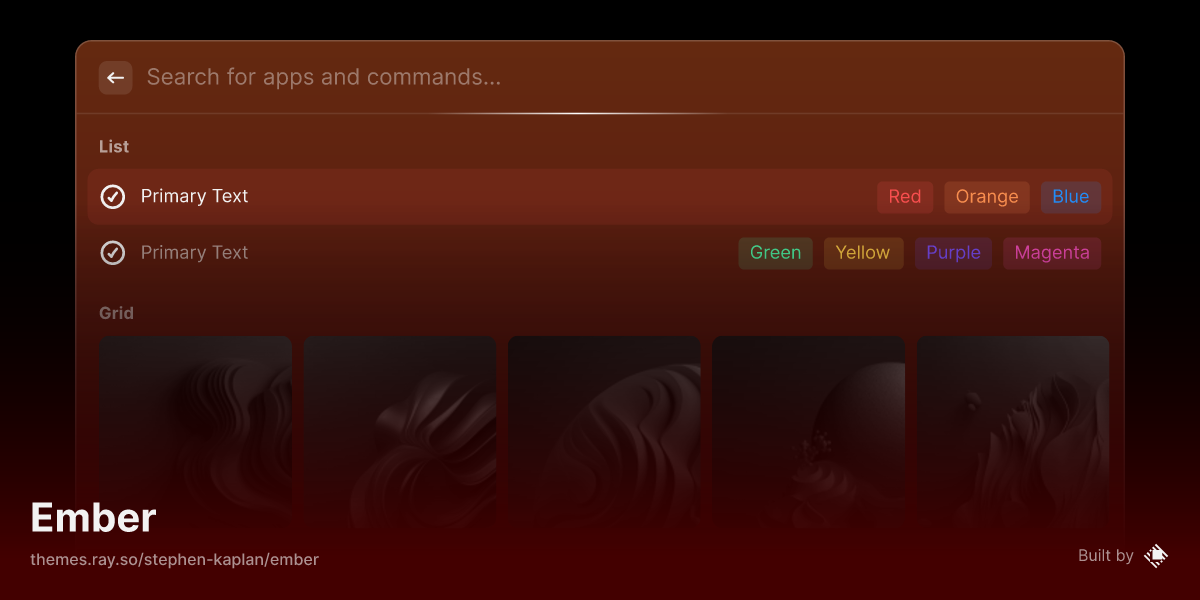 Search for apps and commands...
List
Primary Text Red Orange Blue
Primary Text Green Yellow Purple Magenta
Grid
Ember
themes.ray.so/stephen-kaplan/ember
Built by